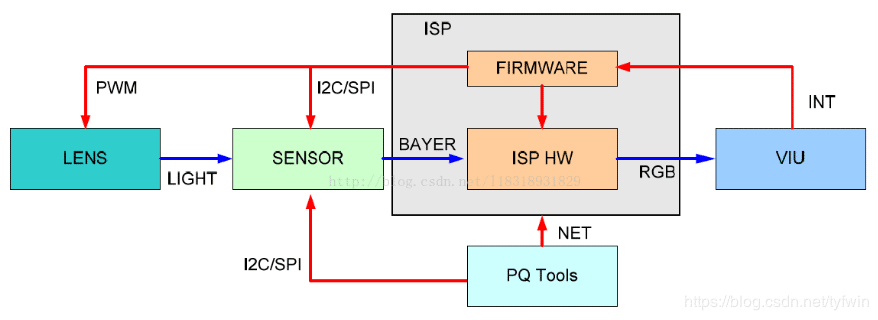 ISP
FIRMWARE
PWM
I2C/SPI
INT
LENS
LIGHT
SENSOR
BAYER
ISP HW
RGB
VIU
http://blog.csdn.net/l18318931829
NET
I2C/SPI
PQ Tools
https://blog.csdn.net/tyfwin